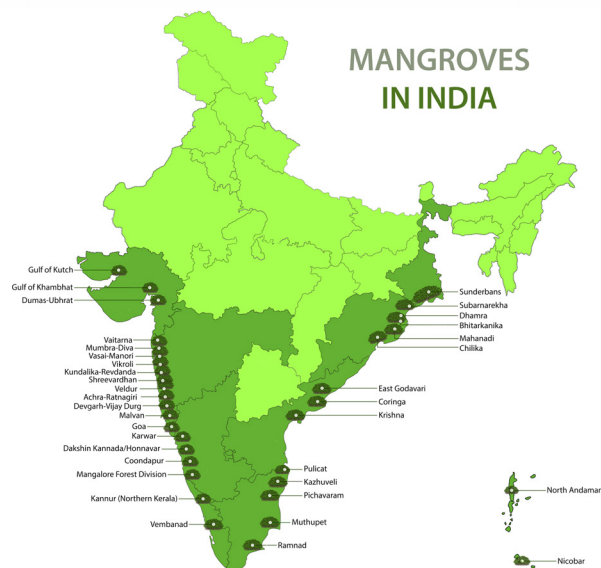 MANGROVES
IN INDIA
Gulf of Kutch
Gulf of Khambhat
Dumas-Ubhrat
Vaitarna
Mumbra-Diva
Vasai-Manori
Vikroli
Kundalika-Revdanda
Shreevardhan
Veldur
Achra-Ratnagiri
Devgarh-Vijay Durg
Malvan
Goa
Karwar
Dakshin Kannada/Honnavar
Coondapur
Mangalore Forest Division
Kannur (Northern Kerala)
Vembanad
Sunderbans
Subarnarekha
Dhamra
Bhitarkanika
Mahanadi
Chilika
East Godavari
Coringa
Krishna
Pulicat
Kazhuveli
Pichavaram
Muthupet
Ramnad
North Andaman
Nicobar